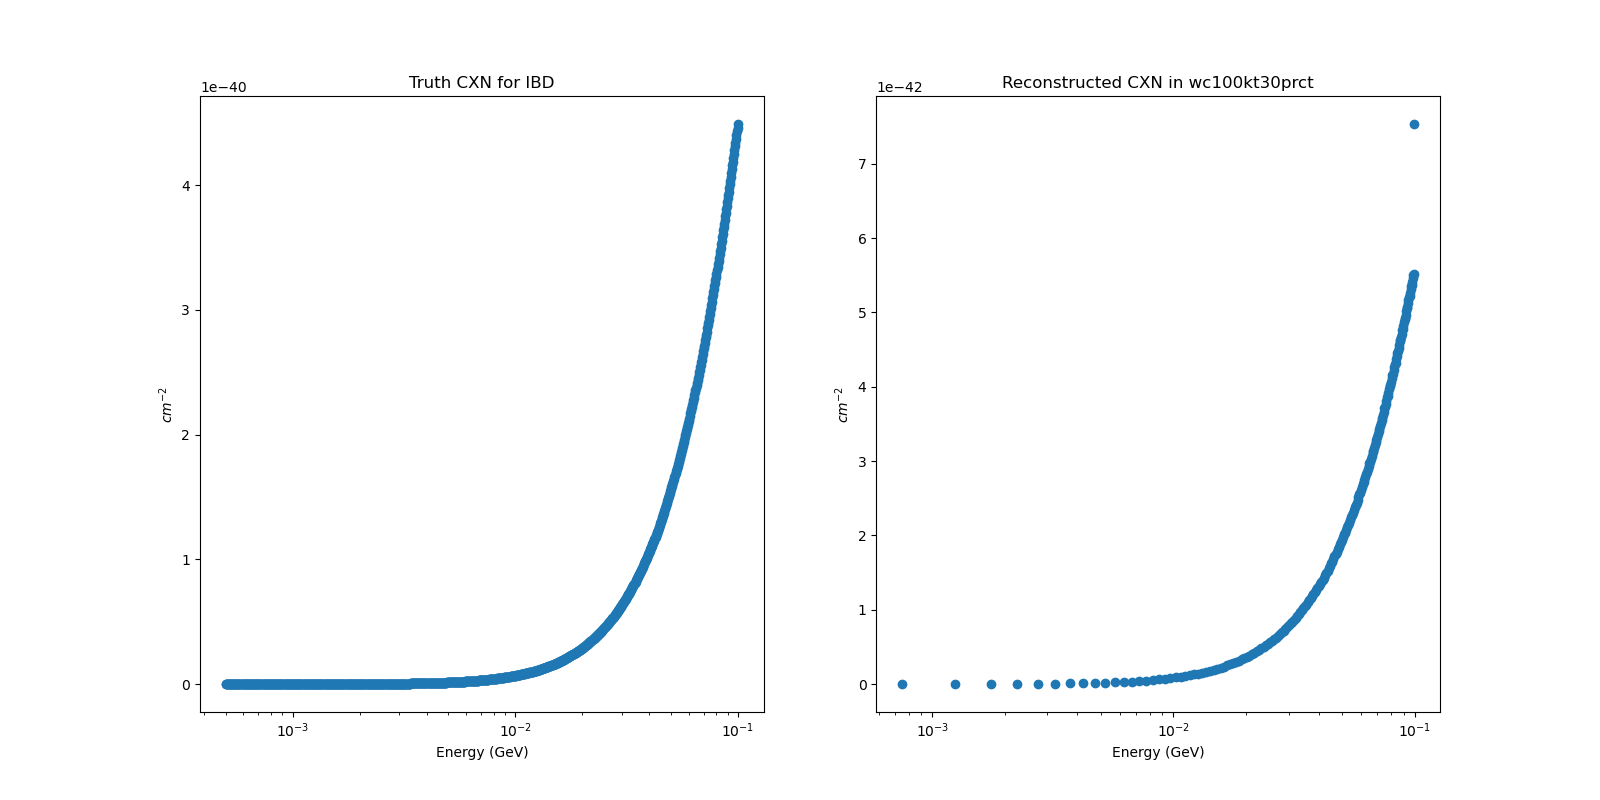 Truth CXN for IBD
1e−40
4
3
2
1
0
cm⁻²
10⁻³ 10⁻² 10⁻¹
Energy (GeV)
Reconstructed CXN in wc100kt30prct
1e−42
7
6
5
4
3
2
1
0
cm⁻²
10⁻³ 10⁻² 10⁻¹
Energy (GeV)